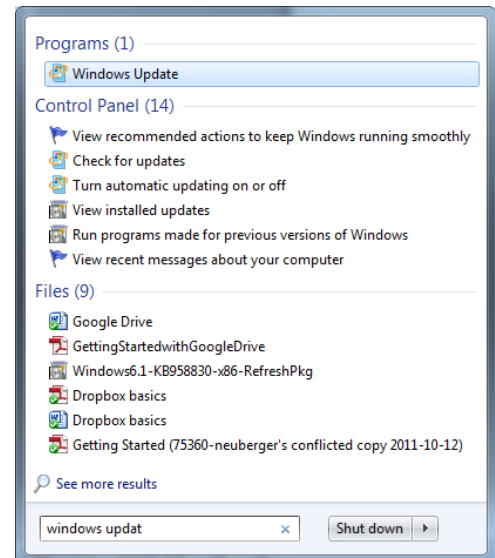 Programs (1)
Windows Update
Control Panel (14)
View recommended actions to keep Windows running smoothly
Check for updates
Turn automatic updating on or off
View installed updates
Run programs made for previous versions of Windows
View recent messages about your computer
Files (9)
Google Drive
GettingStartedwithGoogleDrive
Windows6.1-KB958830-x86-RefreshPkg
Dropbox basics
Dropbox basics
Getting Started (75360-neuberger's conflicted copy 2011-10-12)
See more results
windows updat
Shut down